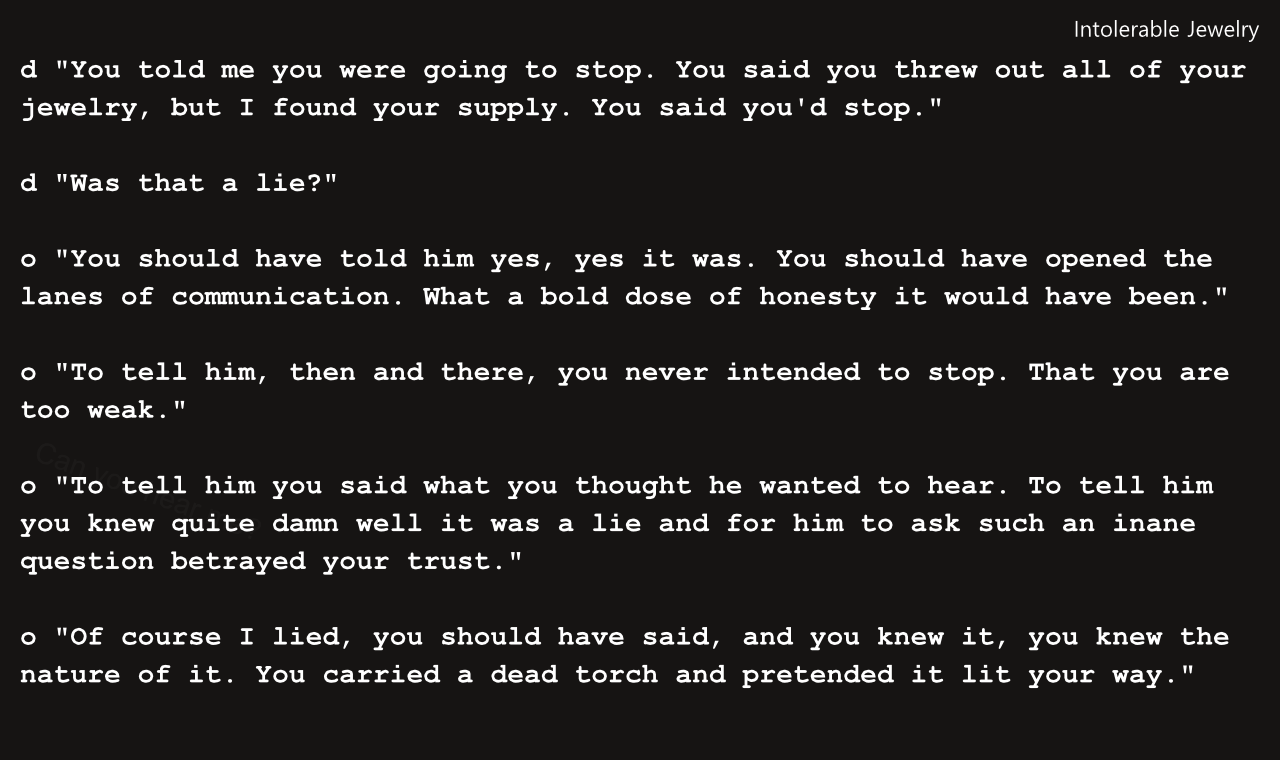 Intolerable Jewelry
d "You told me you were going to stop. You said you threw out all of your
jewelry, but I found your supply. You said you'd stop."
d "Was that a lie?"
o "You should have told him yes, yes it was. You should have opened the
lanes of communication. What a bold dose of honesty it would have been."
o "To tell him, then and there, you never intended to stop. That you are
too weak."
o "To tell him you said what you thought he wanted to hear. To tell him
you knew quite damn well it was a lie and for him to ask such an inane
question betrayed your trust."
o "Of course I lied, you should have said, and you knew it, you knew the
nature of it. You carried a dead torch and pretended it lit your way."
Can